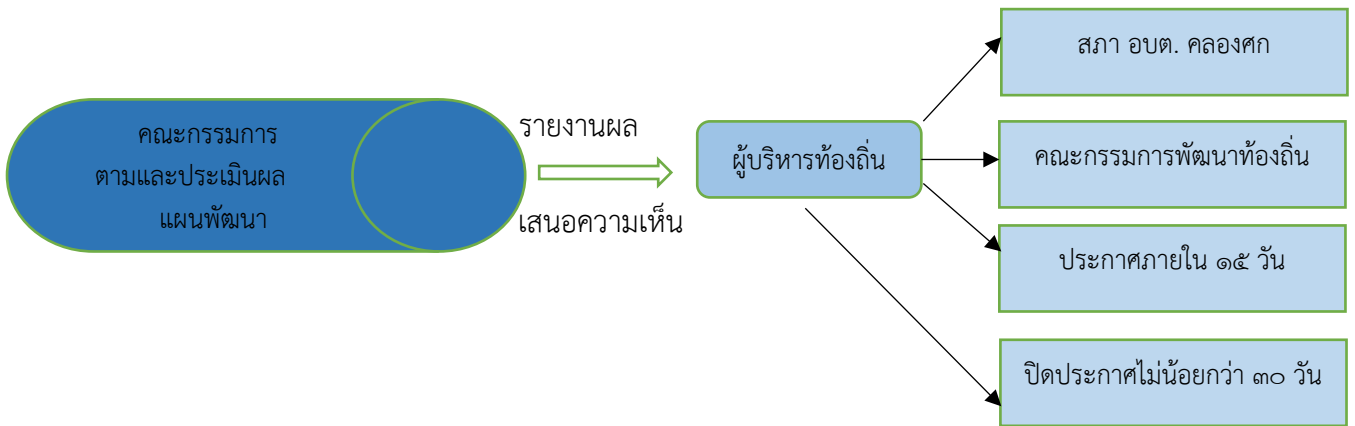 คณะกรรมการ
ตามและประเมินผล
แผนพัฒนา
รายงานผล
เสนอความเห็น
ผู้บริหารท้องถิ่น
สภา อบต. คลองศก
คณะกรรมการพัฒนาท้องถิ่น
ประกาศภายใน ๑๕ วัน
ปิดประกาศไม่น้อยกว่า ๓๐ วัน